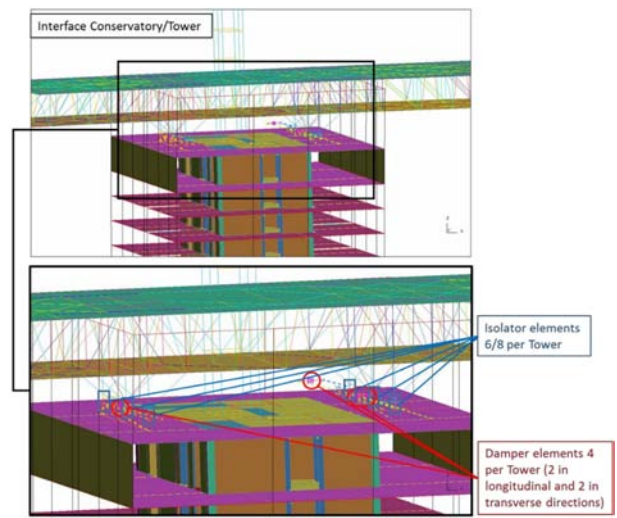 Interface Conservatory/Tower
Isolator elements
6/8 per Tower
Damper elements 4
per Tower (2 in
longitudinal and 2 in
transverse directions)